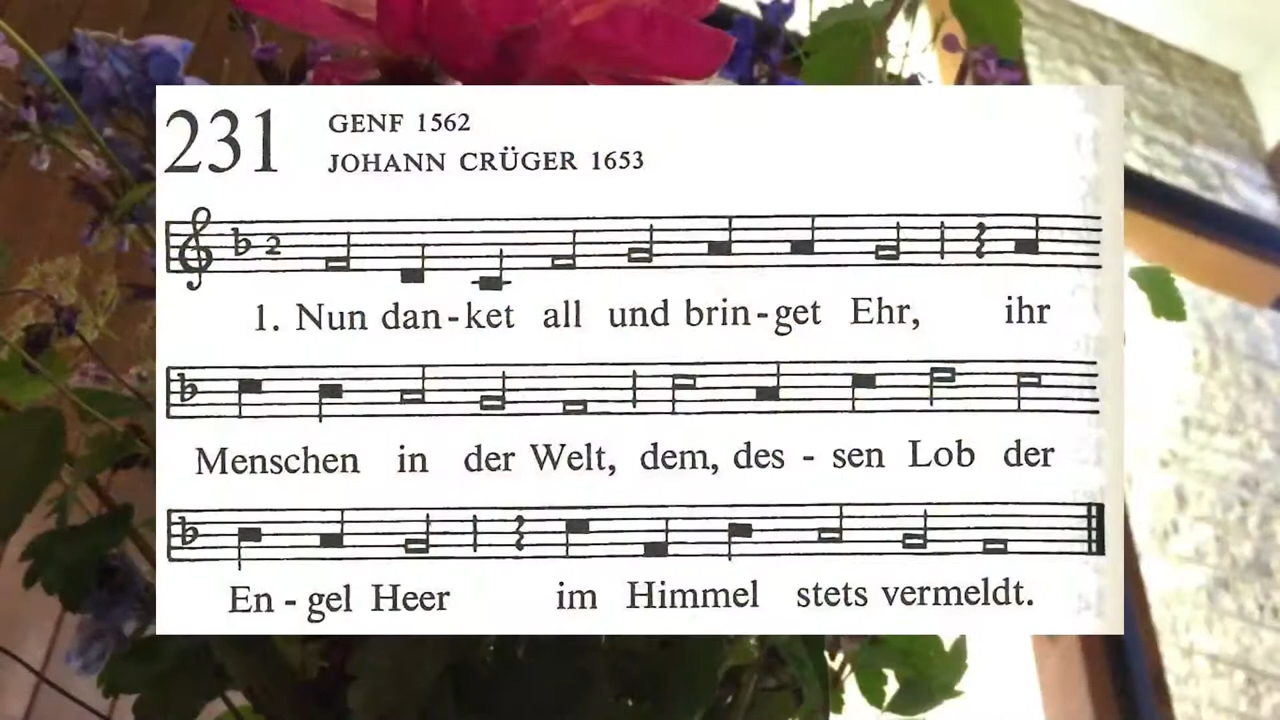 231
GENF 1562
JOHANN CRÜGER 1653
2
1. Nun dan-ket all und brin-get Ehr, ihr
Menschen in der Welt, dem, des - sen Lob der
En - gel Heer im Himmel stets vermeldt.